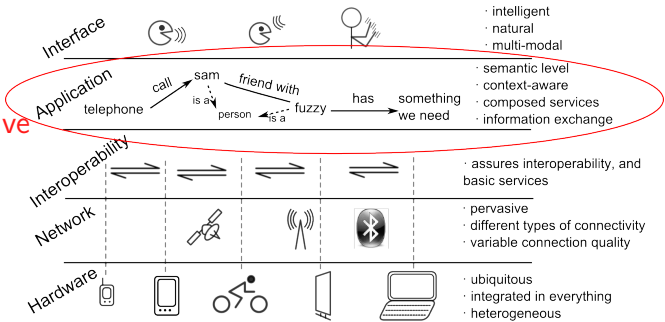 Interface
· intelligent
· natural
· multi-modal
ve
Application
telephone
call
sam
is a
person
friend with
is a
fuzzy
has
something
we need
· semantic level
· context-aware
· composed services
· information exchange
Interoperability
· assures interoperability, and
basic services
Network
· pervasive
· different types of connectivity
· variable connection quality
Hardware
· ubiquitous
· integrated in everything
· heterogeneous